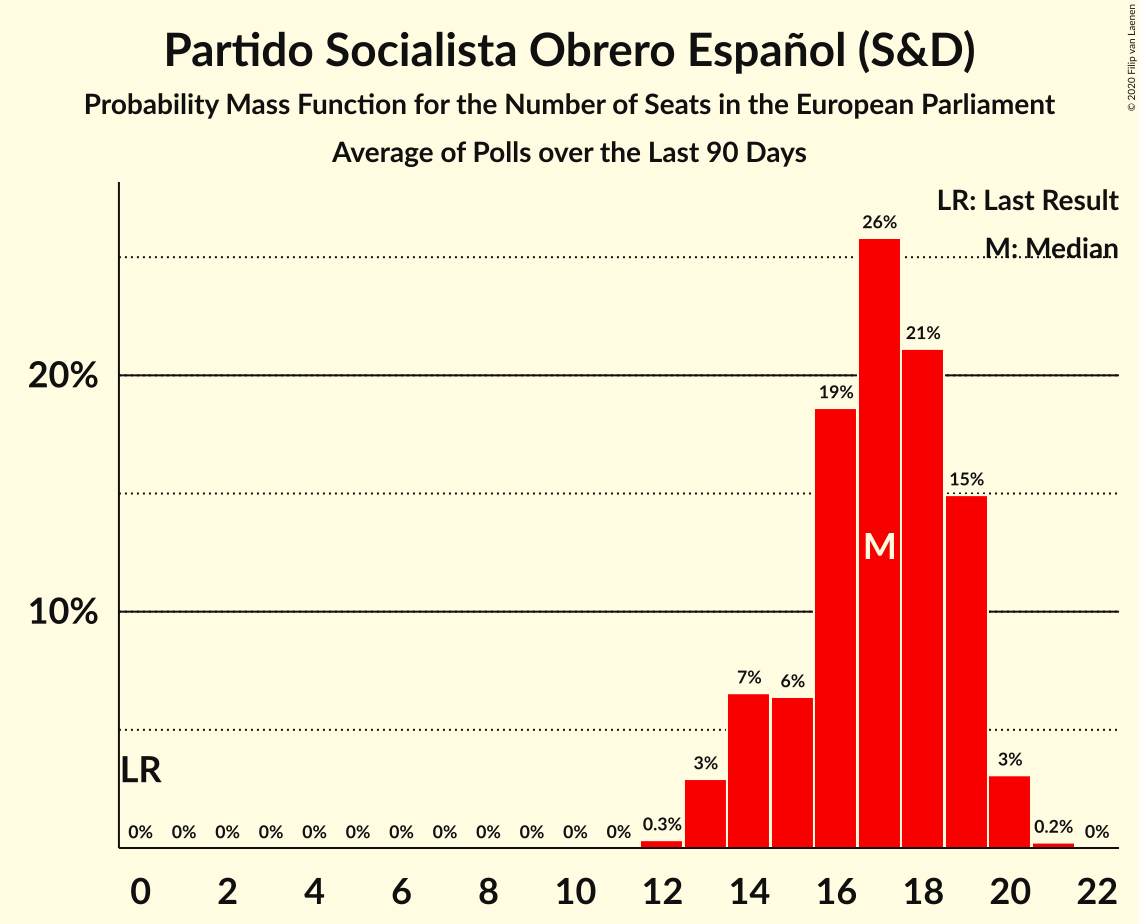 Partido Socialista Obrero Español (S&D)
Probability Mass Function for the Number of Seats in the European Parliament
Average of Polls over the Last 90 Days
© 2020 Filip van Laenen
LR: Last Result
M: Median
26%
21%
20%
19%
15%
M
10%
7%
6%
3%
3%
LR
0% 0% 0% 0% 0% 0% 0% 0% 0% 0% 0% 0% 0.3% 0.2% 0%
0 2 4 6 8 10 12 14 16 18 20 22